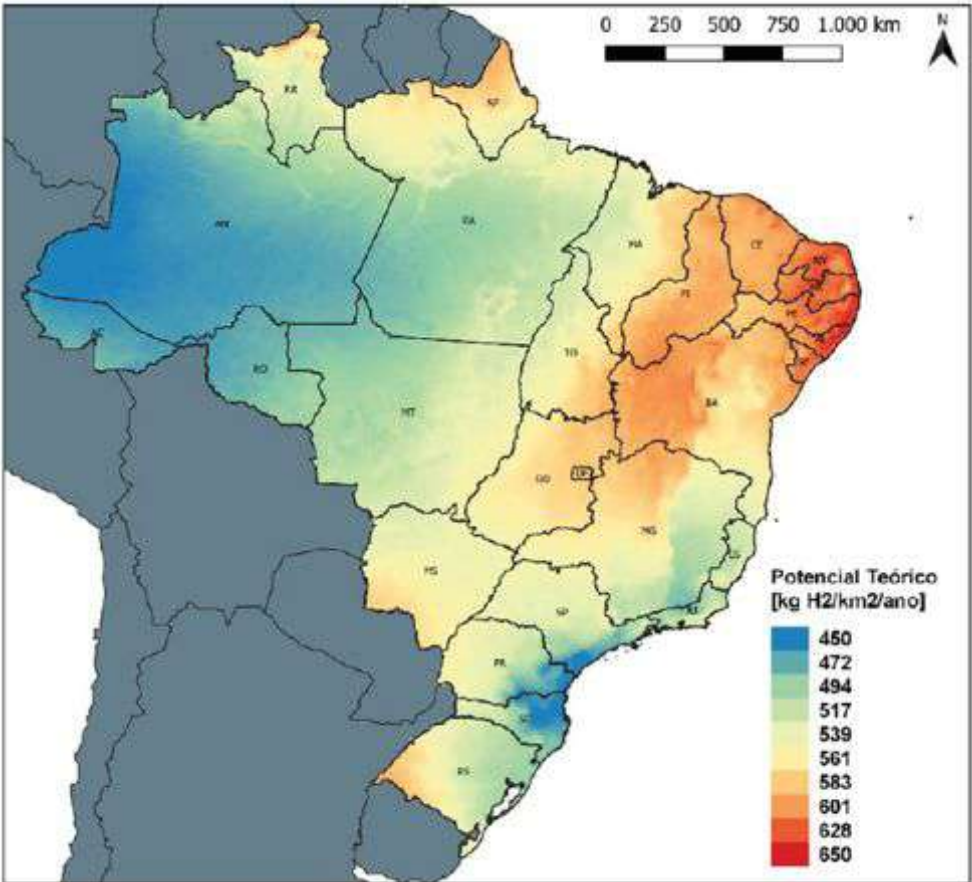 0 250 500 750 1.000 km
N
RR
AP
AM
PA
MA
CE
RN
PI
PE
AC
TO
RO
BA
MT
GO
DF
MG
ES
MS
SP
RJ
PR
SC
RS
Potencial Teórico
[kg H2/km2/ano]
450
472
494
517
539
561
583
601
628
650